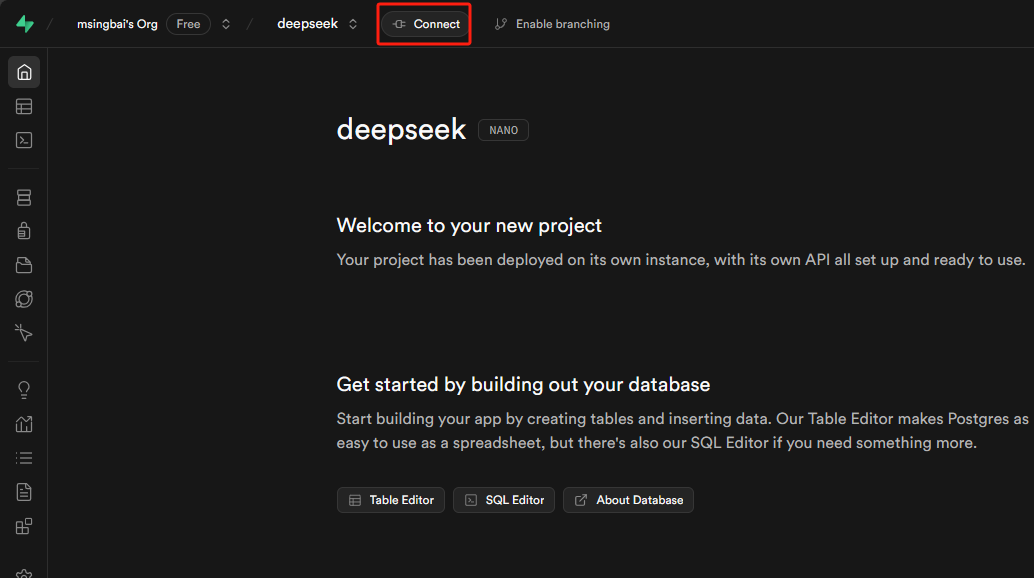 msingbai's Org Free deepseek Connect Enable branching
deepseek NANO
Welcome to your new project
Your project has been deployed on its own instance, with its own API all set up and ready to use.
Get started by building out your database
Start building your app by creating tables and inserting data. Our Table Editor makes Postgres as
easy to use as a spreadsheet, but there's also our SQL Editor if you need something more.
Table Editor SQL Editor About Database